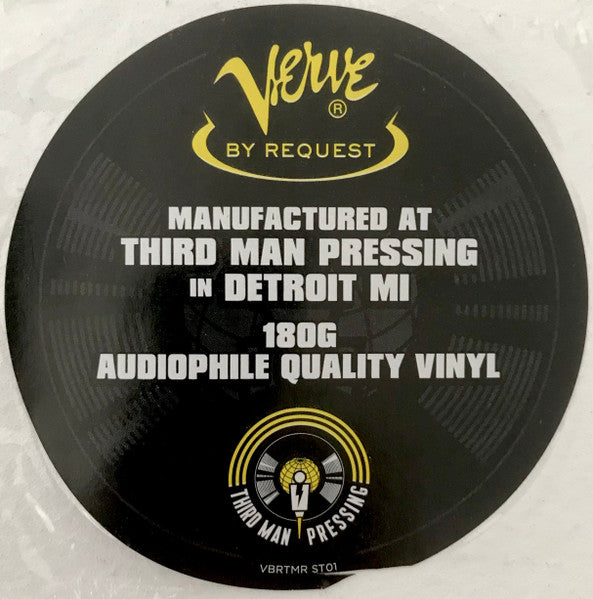 Verve ®
BY REQUEST
MANUFACTURED AT
THIRD MAN PRESSING
IN DETROIT MI
180G
AUDIOPHILE QUALITY VINYL
THIRD MAN PRESSING
VBRTMR ST01